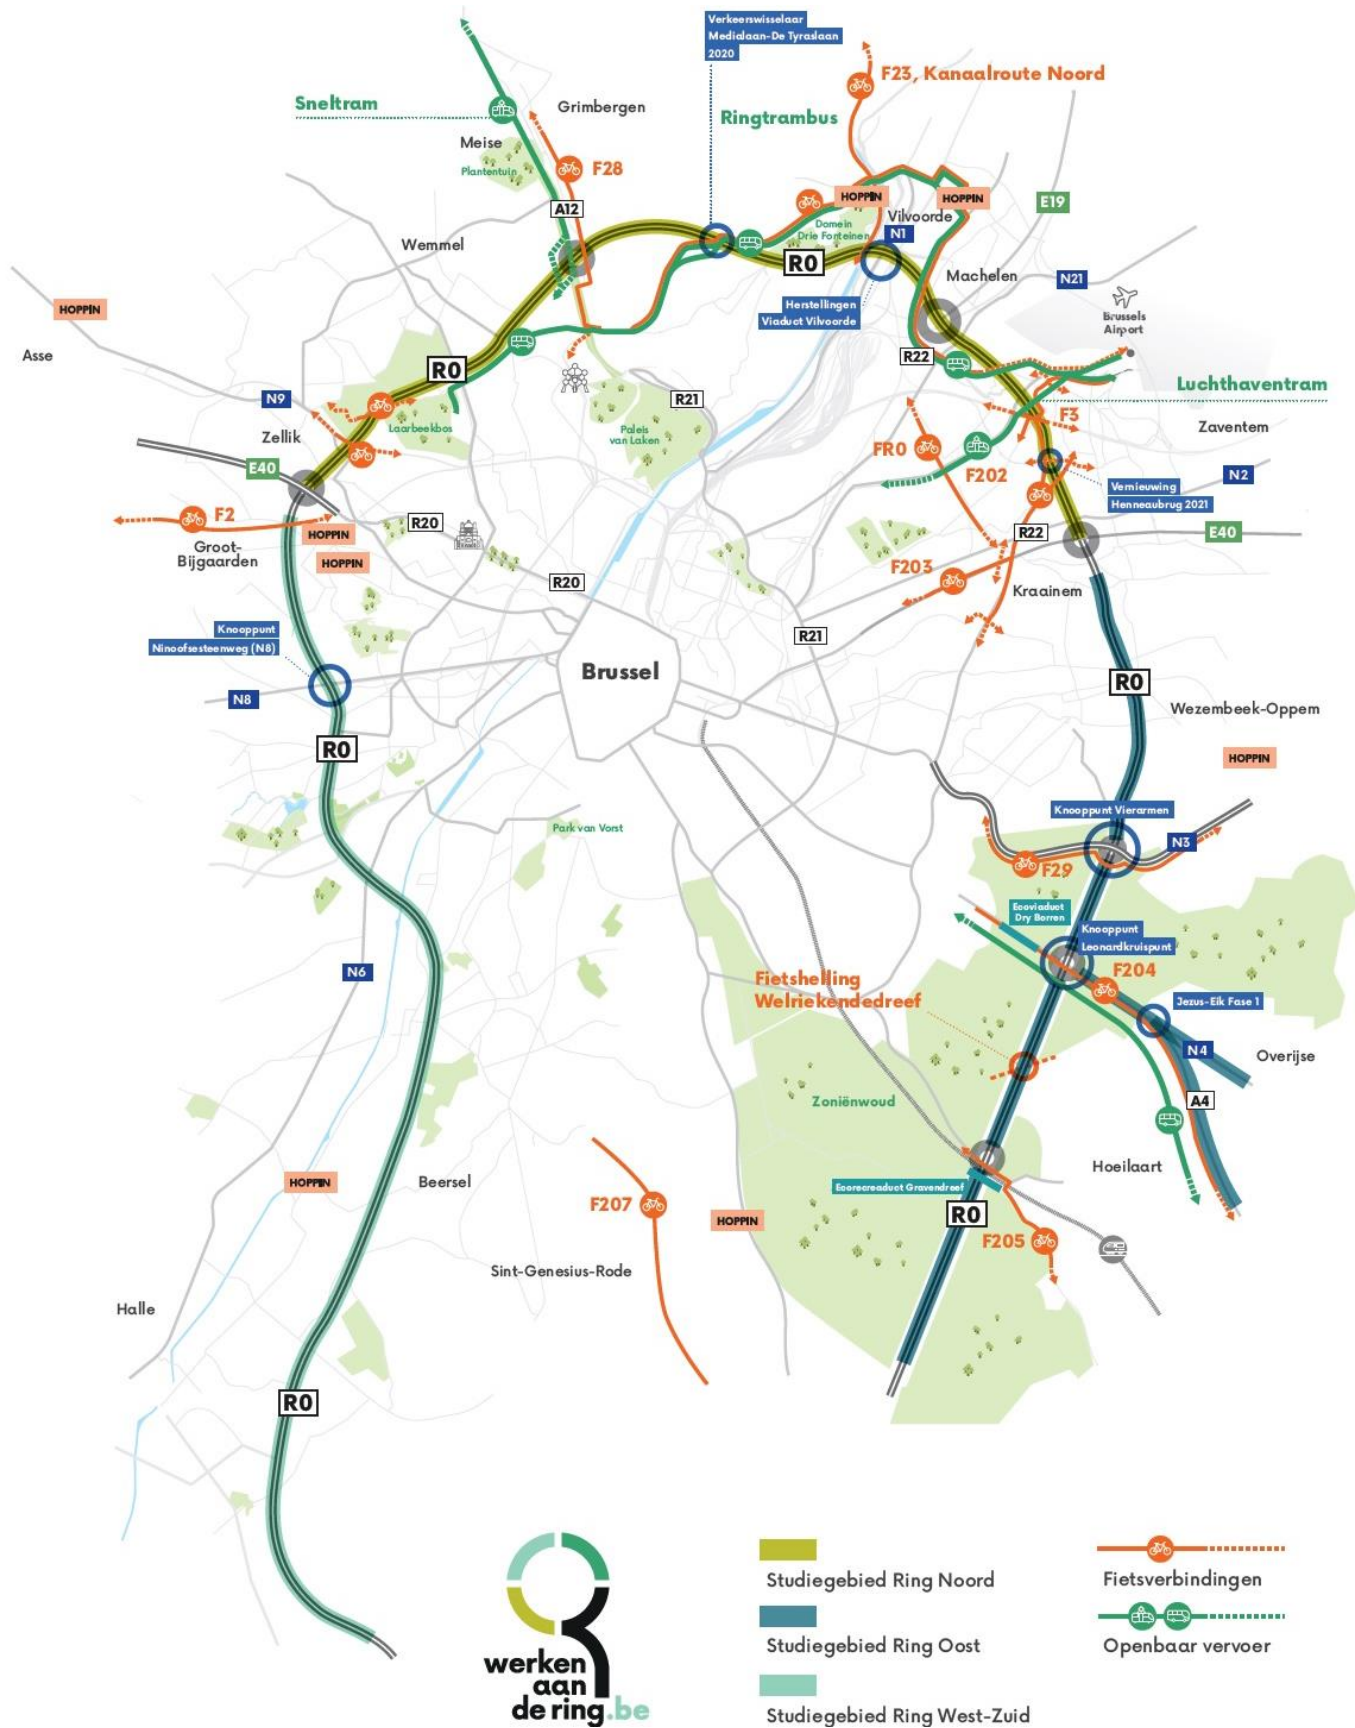 Verkeerswisselaar
Medialaan-De Tyraslaan
2020
F23, Kanaalroute Noord
Sneltram
Grimbergen
Ringtrambus
Meise
Plantentuin
F28
A12
HOPPIN
HOPPIN
E19
Vilvoorde
Domein
Drie Fonteinen
N1
Wemmel
R0
Machelen
N21
HOPPIN
Herstellingen
Viaduct Vilvoorde
Brussels
Airport
Asse
R0
R22
Luchthaventram
N9
R21
F3
Zellik
Laarbeekbos
Paleis
van Laken
Zaventem
FR0
E40
F202
N2
Vernieuwing
Henneaubrug 2021
F2
R20
HOPPIN
R22
E40
Groot-
Bijgaarden
HOPPIN
R20
F203
Kraainem
Knooppunt
Ninoofsesteenweg (N8)
R21
Brussel
R0
N8
Wezembeek-Oppem
R0
HOPPIN
Knooppunt Vierarmen
Park van Vorst
N3
F29
Ecoviaduct
Dry Borren
Knooppunt
Leonardkruispunt
N6
F204
Fietshelling
Welriekendedreef
Jezus-Eik Fase 1
N4
Overijse
Zoniënwoud
A4
Hoeilaart
HOPPIN
Beersel
Ecorecreaduct Gravendreef
F207
HOPPIN
R0
F205
Sint-Genesius-Rode
Halle
R0
Studiegebied Ring Noord
Fietsverbindingen
Studiegebied Ring Oost
Openbaar vervoer
werken
aan
de ring.be
Studiegebied Ring West-Zuid